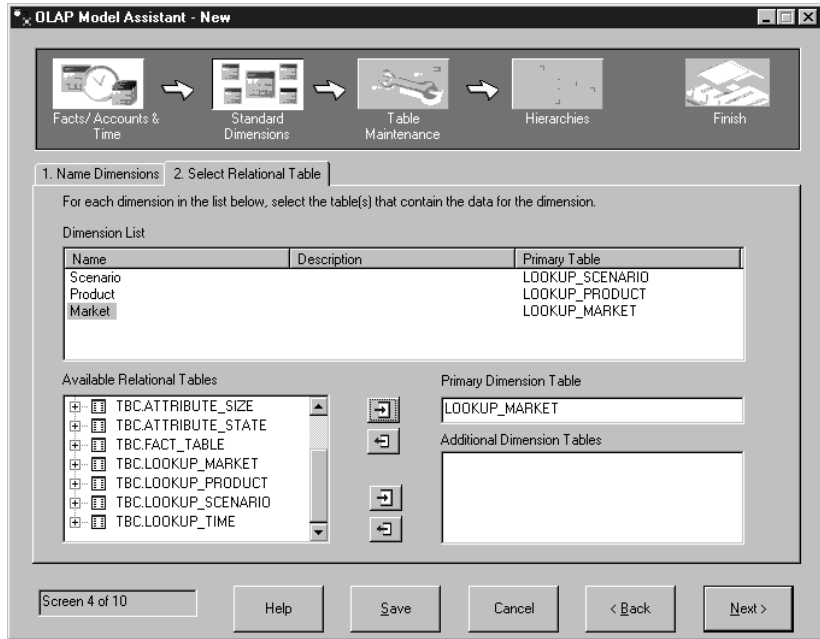 OLAP Model Assistant - New
Facts/Accounts & Time
Standard Dimensions
Table Maintenance
Hierarchies
Finish
1. Name Dimensions
2. Select Relational Table
For each dimension in the list below, select the table(s) that contain the data for the dimension.
Dimension List
Name Description Primary Table
Scenario LOOKUP_SCENARIO
Product LOOKUP_PRODUCT
Market LOOKUP_MARKET
Available Relational Tables
TBC.ATTRIBUTE_SIZE
TBC.ATTRIBUTE_STATE
TBC.FACT_TABLE
TBC.LOOKUP_MARKET
TBC.LOOKUP_PRODUCT
TBC.LOOKUP_SCENARIO
TBC.LOOKUP_TIME
Primary Dimension Table
LOOKUP_MARKET
Additional Dimension Tables
Screen 4 of 10
Help
Save
Cancel
< Back
Next >